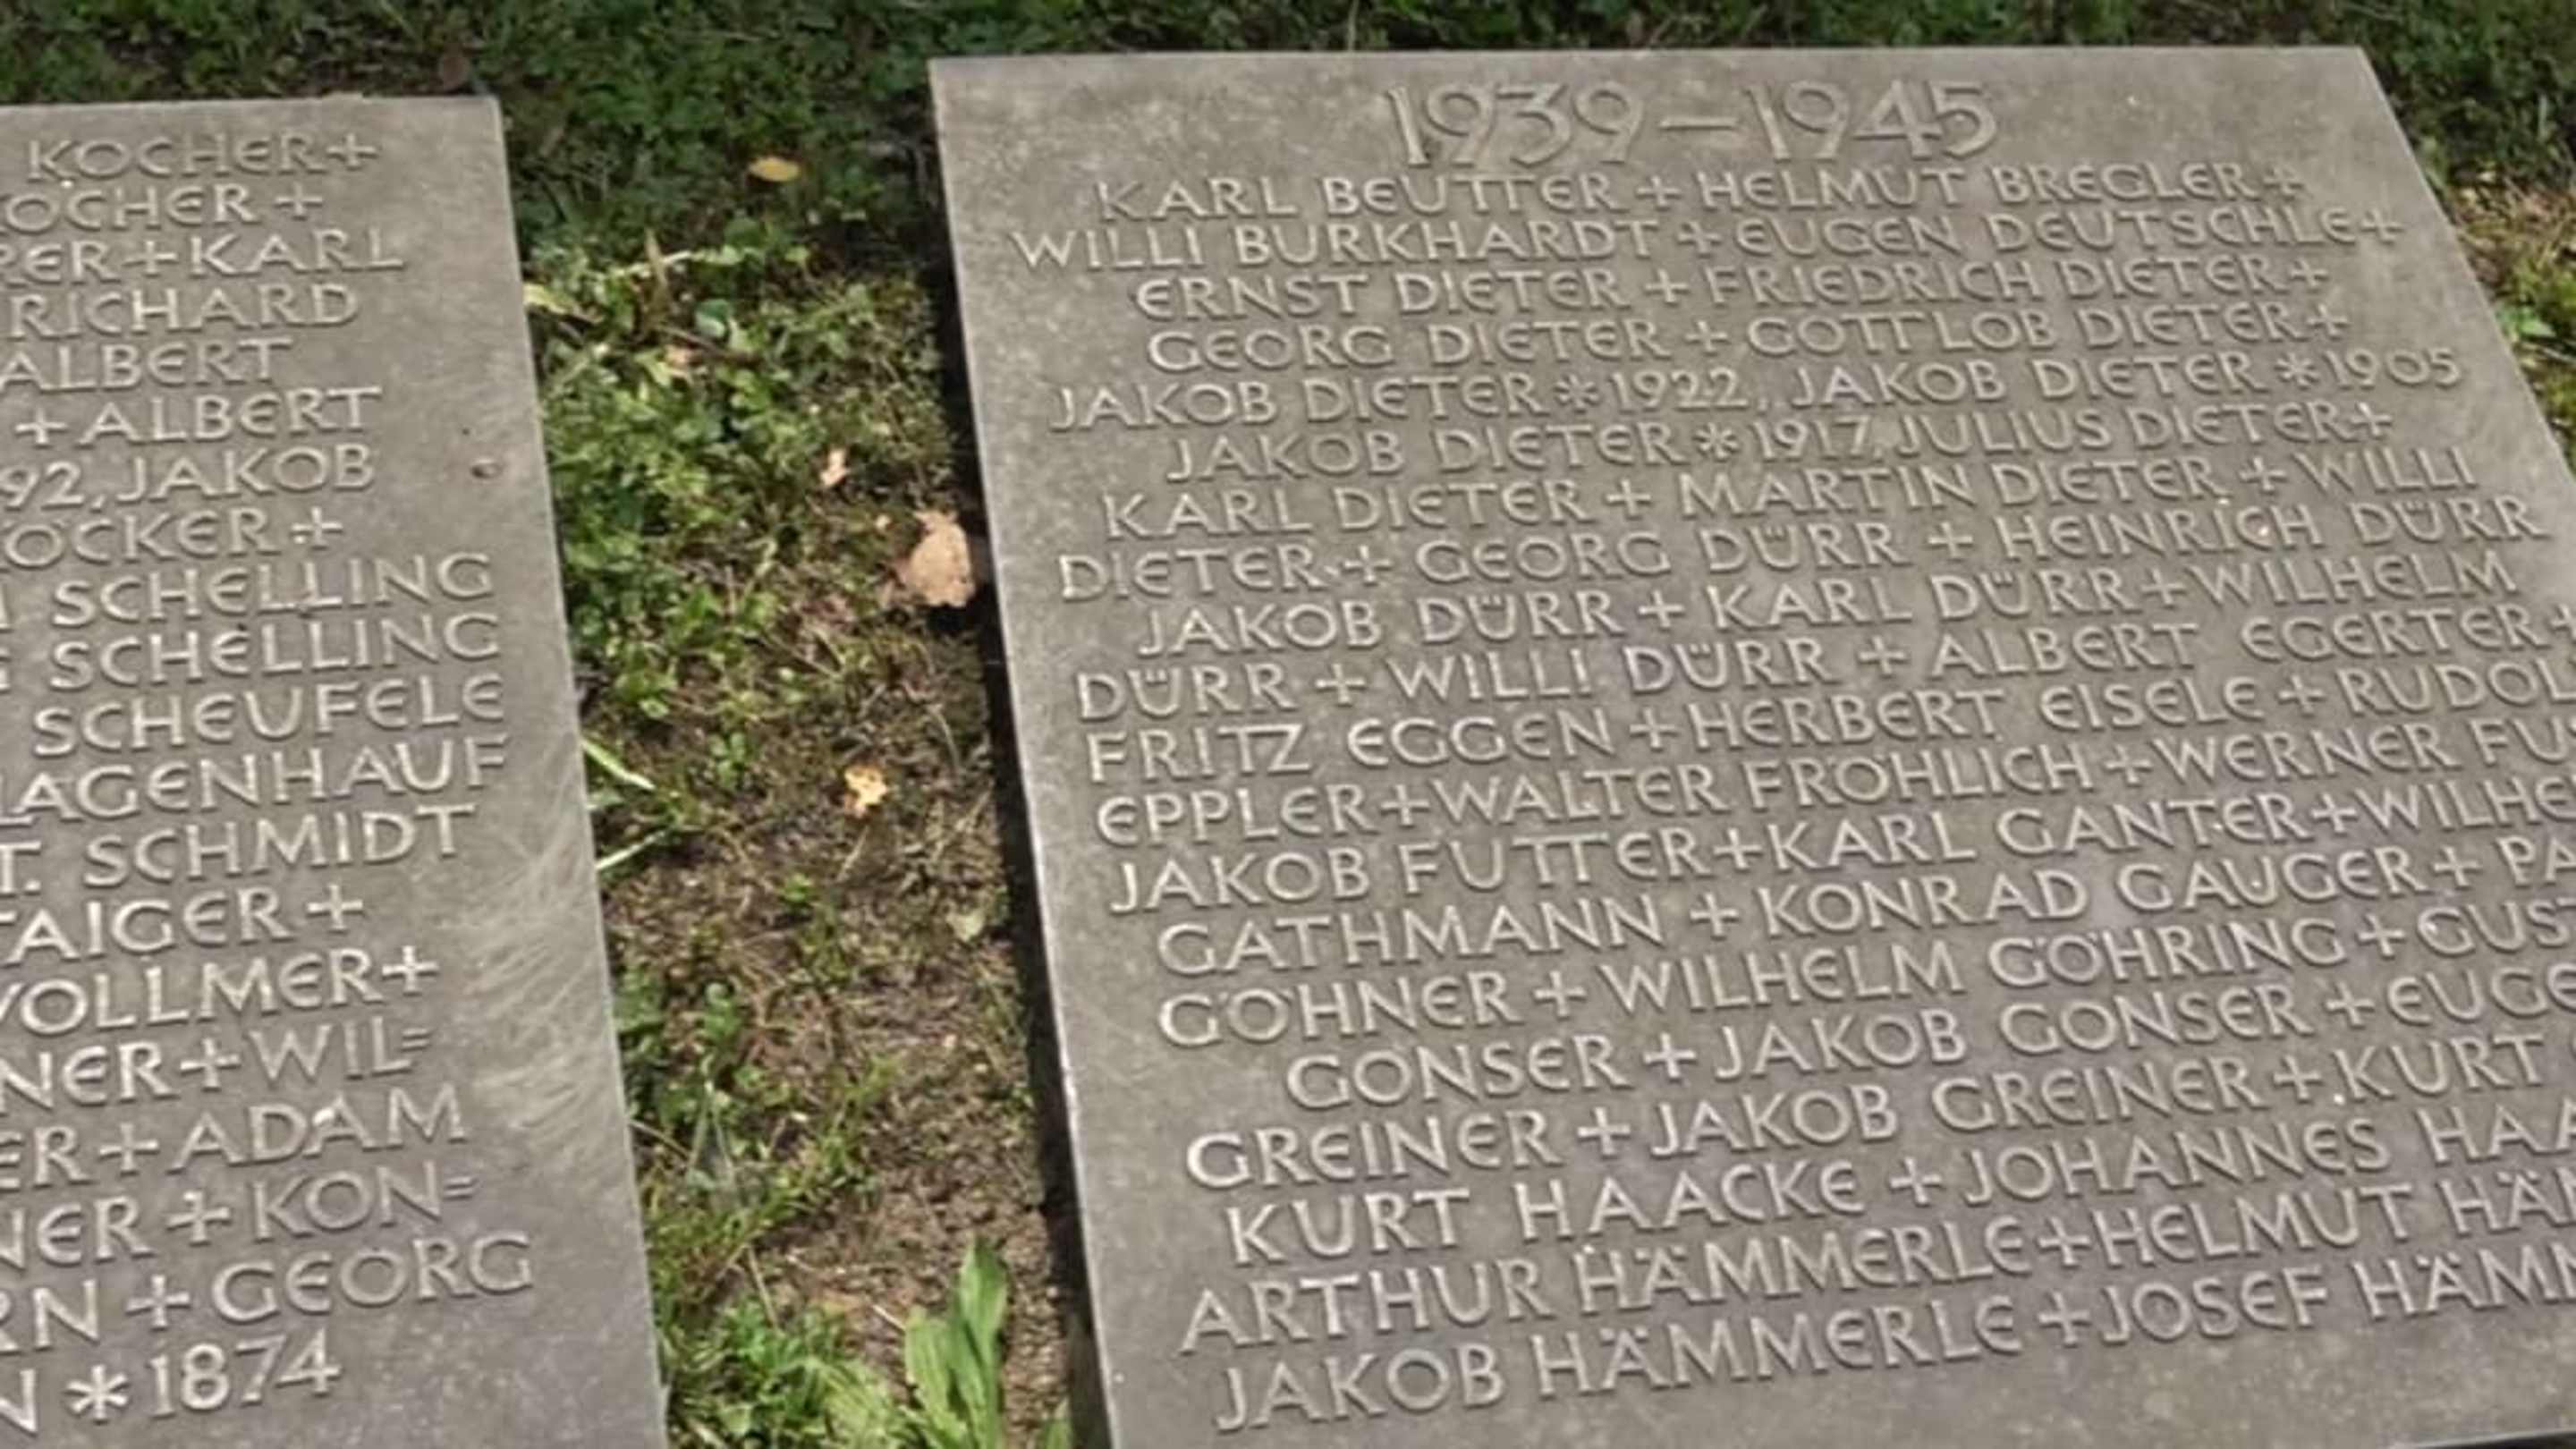 KOCHER+
OCHER +
RER+KARL
RICHARD
ALBERT
+ALBERT
92, JAKOB
OCKER+
SCHELLING
SCHELLING
SCHEUFELE
LAGENHAUF
T. SCHMIDT
TAIGER+
VOLLMER+
NER+WIL=
ER+ADAM
NER+KON=
RN+GEORG
N *1874
1939-1945
KARL BEUTTER + HELMUT BREGLER+
WILLI BURKHARDT + EUGEN DEUTSCHLE+
ERNST DIETER + FRIEDRICH DIETER+
GEORG DIETER + GOTTLOB DIETER+
JAKOB DIETER *1922, JAKOB DIETER *1905
JAKOB DIETER *1917, JULIUS DIETER+
KARL DIETER + MARTIN DIETER + WILLI
DIETER + GEORG DÜRR + HEINRICH DÜRR
JAKOB DÜRR + KARL DÜRR+WILHELM
DÜRR + WILLI DÜRR + ALBERT EGERTER+
FRITZ EGGEN+HERBERT EISELE+RUDOL
EPPLER+WALTER FRÖHLICH+WERNER FU
JAKOB FUTTER+KARL GANTER+WILHE
GATHMANN + KONRAD GAUGER+ PA
GÖHNER + WILHELM GÖHRING+GUST
GONSER + JAKOB GONSER +EUGE
GREINER + JAKOB GREINER+KURT
KURT HAACKE + JOHANNES HAA
ARTHUR HÄMMERLE+HELMUT HÄM
JAKOB HÄMMERLE+JOSEF HÄMM